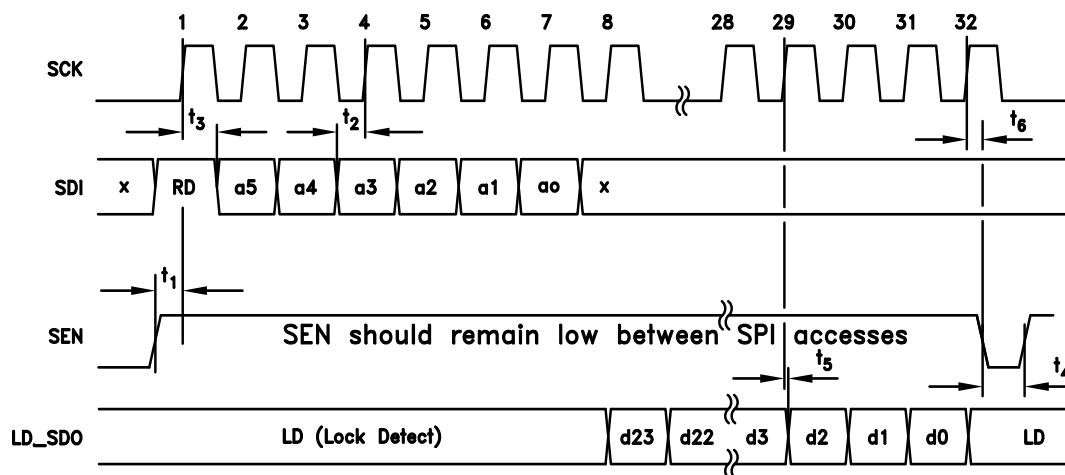 1 2 3 4 5 6 7 8 28 29 30 31 32
SCK
t3 t2 t6
SDI x RD a5 a4 a3 a2 a1 ao x
t1
SEN SEN should remain low between SPI accesses
t5 t4
LD_SDO LD (Lock Detect) d23 d22 d3 d2 d1 d0 LD